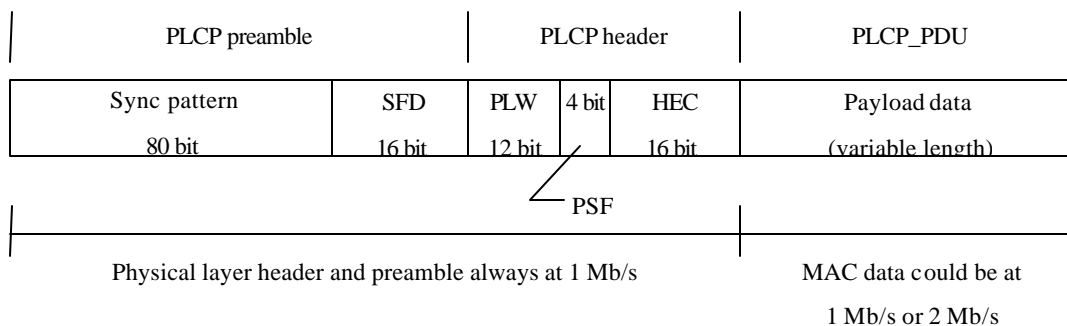 PLCP preamble PLCP header PLCP_PDU
Sync pattern SFD PLW 4 bit HEC Payload data
80 bit 16 bit 12 bit 16 bit (variable length)
PSF
Physical layer header and preamble always at 1 Mb/s MAC data could be at
1 Mb/s or 2 Mb/s